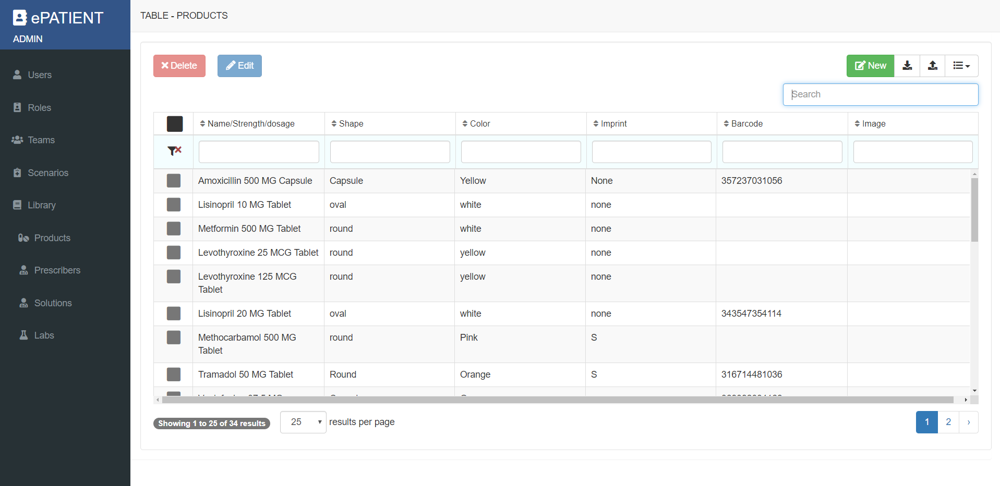 ePATIENT
ADMIN
Users
Roles
Teams
Scenarios
Library
Products
Prescribers
Solutions
Labs
TABLE - PRODUCTS
Delete Edit New
Search
Name/Strength/dosage Shape Color Imprint Barcode Image
Amoxicillin 500 MG Capsule Capsule Yellow None 357237031056
Lisinopril 10 MG Tablet oval white none
Metformin 500 MG Tablet round white none
Levothyroxine 25 MCG Tablet round yellow none
Levothyroxine 125 MCG round yellow none
Tablet
Lisinopril 20 MG Tablet oval white none 343547354114
Methocarbamol 500 MG round Pink S
Tablet
Tramadol 50 MG Tablet Round Orange S 316714481036
Showing 1 to 25 of 34 results 25 results per page 1 2 ›